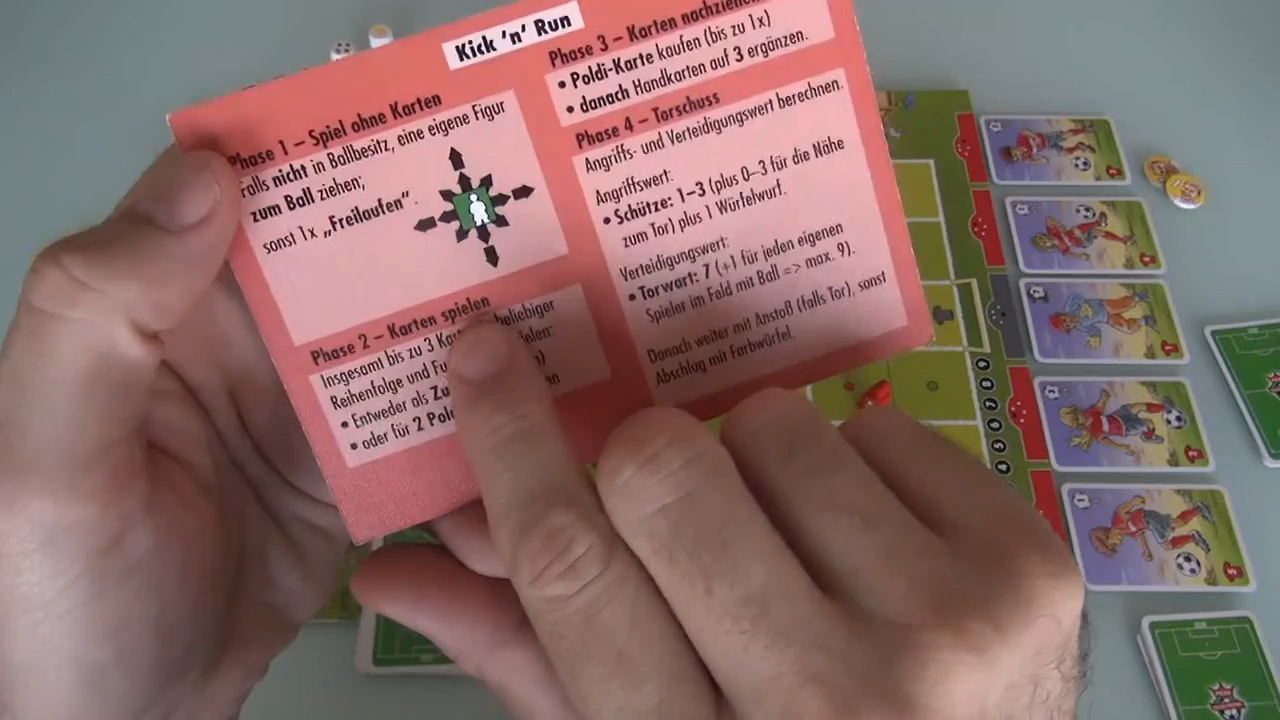 Kick 'n' Run
Phase 1 – Spiel ohne Karten
Falls nicht in Ballbesitz, eine eigene Figur
zum Ball ziehen;
sonst 1x „Freilaufen“.
Phase 2 – Karten spielen
Insgesamt bis zu 3 beliebiger
Reihenfolge und
• Entweder als
• oder für 2
Phase 3 – Karten nachziehen
• Poldi-Karte kaufen (bis zu 1x)
• danach Handkarten auf 3 ergänzen.
Phase 4 – Torschuss
Angriffs- und Verteidigungswert berechnen.
Angriffswert:
• Schütze: 1–3 (plus 0–3 für die Nähe
zum Tor) plus 1 Würfelwurf.
Verteidigungswert:
• Torwart: 7 (+1 für jeden eigenen
Spieler im Feld mit Ball => max. 9).
Danach weiter mit Anstoß (falls Tor), sonst
Abschlag mit Farbwürfel.